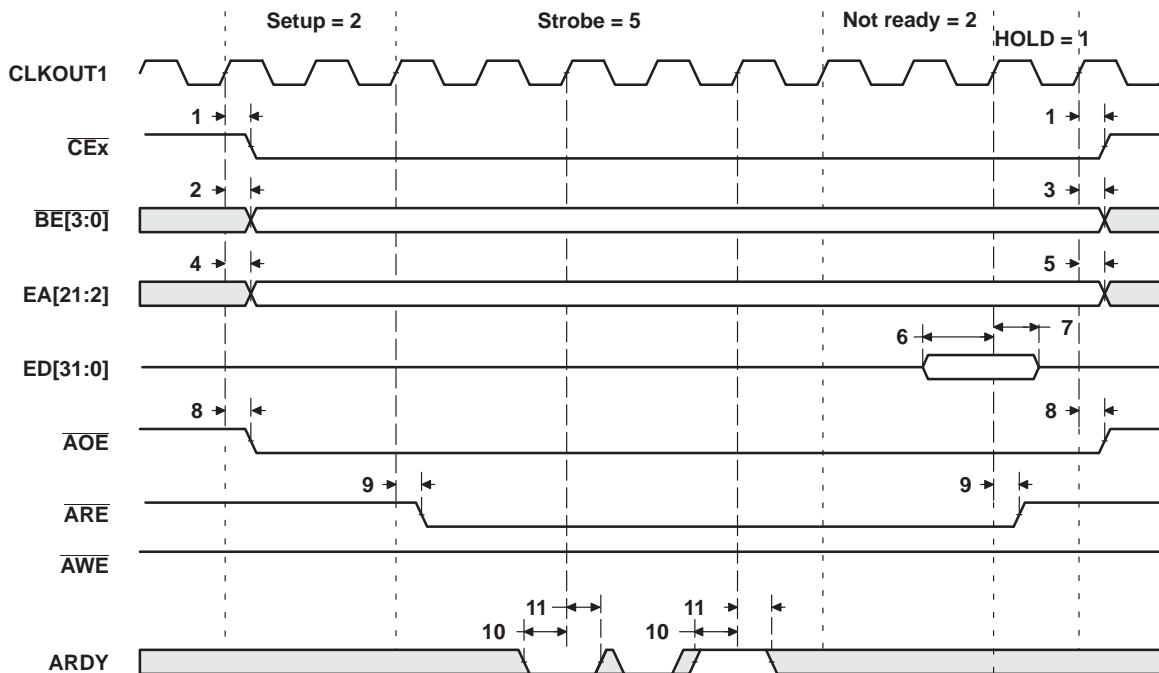 Setup = 2 Strobe = 5 Not ready = 2
HOLD = 1
CLKOUT1
1 1
CEx
2 3
BE[3:0]
4 5
EA[21:2]
6 7
ED[31:0]
8 8
AOE
9 9
ARE
AWE
11 11
10 10
ARDY